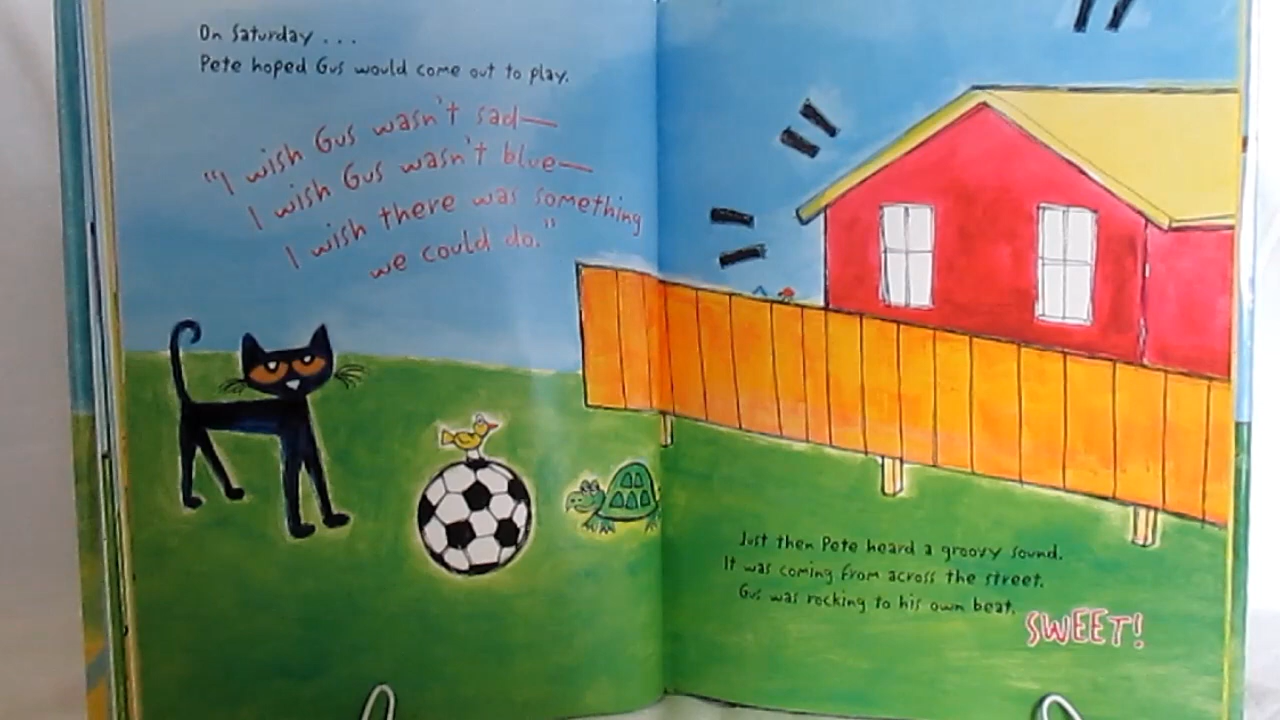 On Saturday . . .
Pete hoped Gus would come out to play.
"I wish Gus wasn't sad—
I wish Gus wasn't blue—
I wish there was something
we could do."
Just then Pete heard a groovy sound.
It was coming from across the street.
Gus was rocking to his own beat.
SWEET!